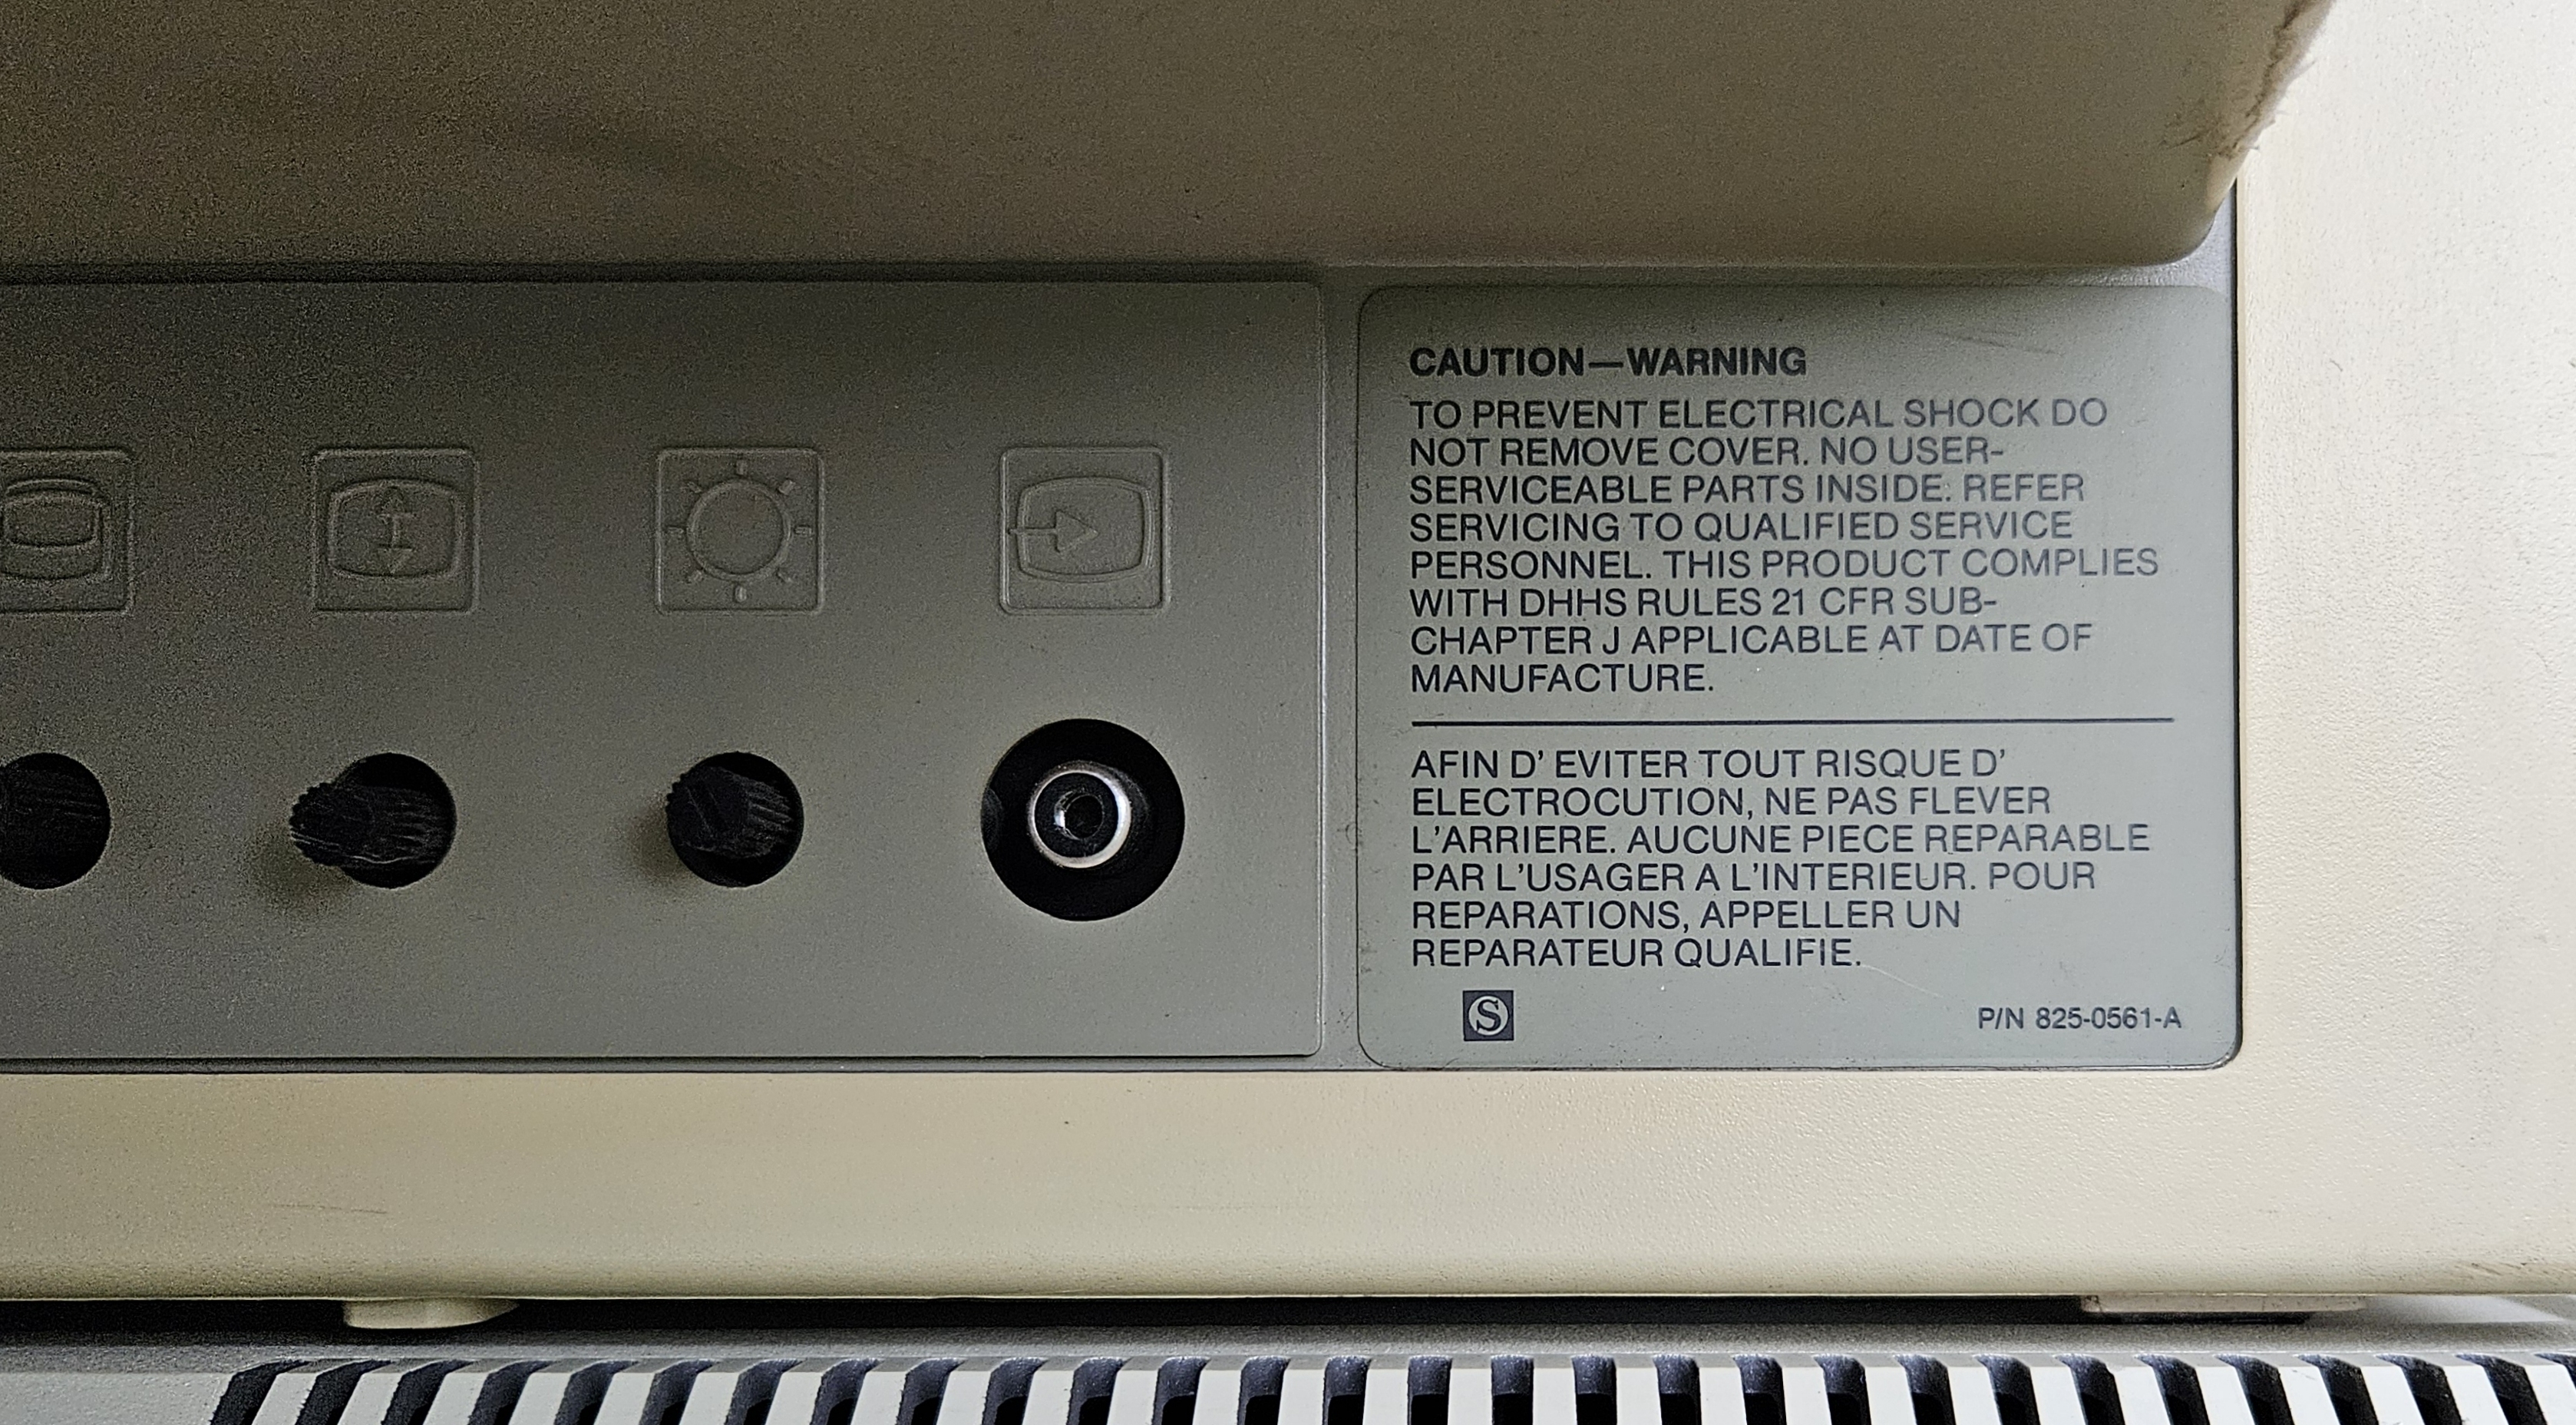 CAUTION—WARNING
TO PREVENT ELECTRICAL SHOCK DO
NOT REMOVE COVER. NO USER-
SERVICEABLE PARTS INSIDE. REFER
SERVICING TO QUALIFIED SERVICE
PERSONNEL. THIS PRODUCT COMPLIES
WITH DHHS RULES 21 CFR SUB-
CHAPTER J APPLICABLE AT DATE OF
MANUFACTURE.
AFIN D' EVITER TOUT RISQUE D'
ELECTROCUTION, NE PAS FLEVER
L'ARRIERE. AUCUNE PIECE REPARABLE
PAR L'USAGER A L'INTERIEUR. POUR
REPARATIONS, APPELLER UN
REPARATEUR QUALIFIE.
S
P/N 825-0561-A